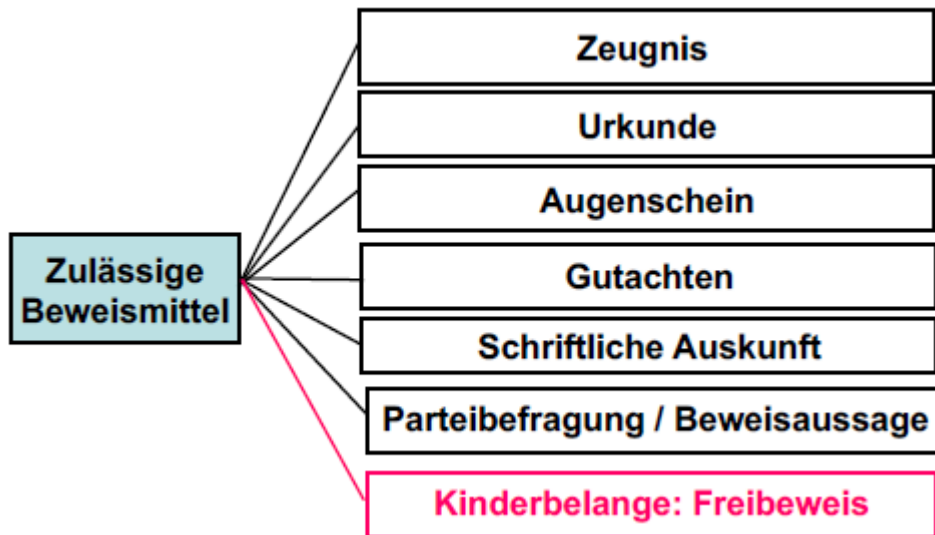 Zeugnis
Urkunde
Augenschein
Zulässige
Beweismittel
Gutachten
Schriftliche Auskunft
Parteibefragung / Beweisaussage
Kinderbelange: Freibeweis